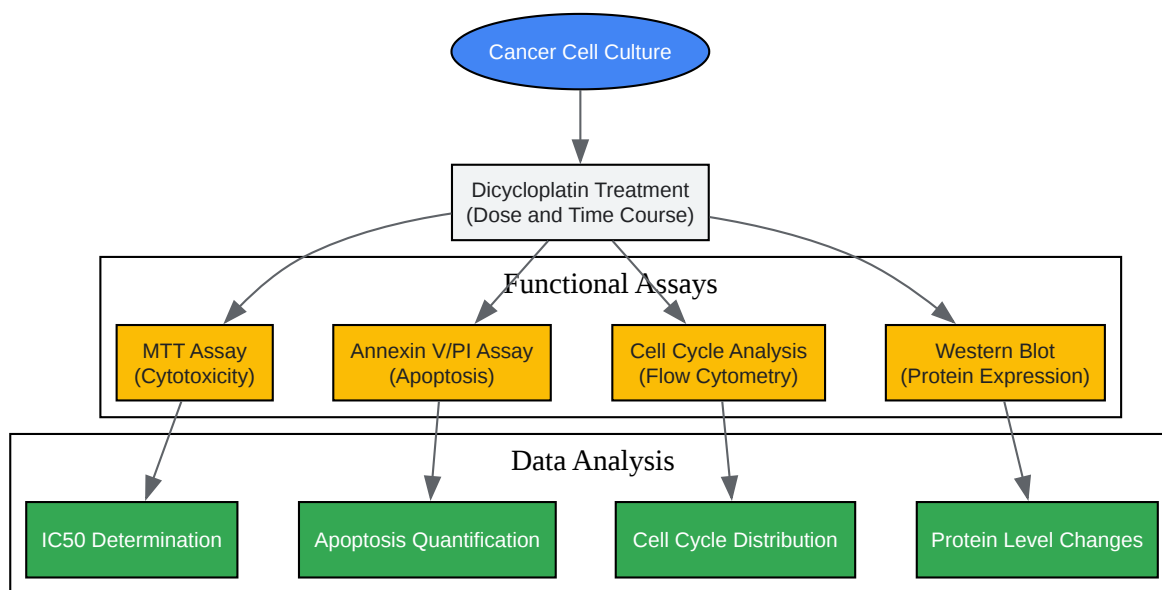 Cancer Cell Culture
Dicycloplatin Treatment
(Dose and Time Course)
Functional Assays
MTT Assay
(Cytotoxicity)
Annexin V/PI Assay
(Apoptosis)
Cell Cycle Analysis
(Flow Cytometry)
Western Blot
(Protein Expression)
Data Analysis
IC50 Determination
Apoptosis Quantification
Cell Cycle Distribution
Protein Level Changes